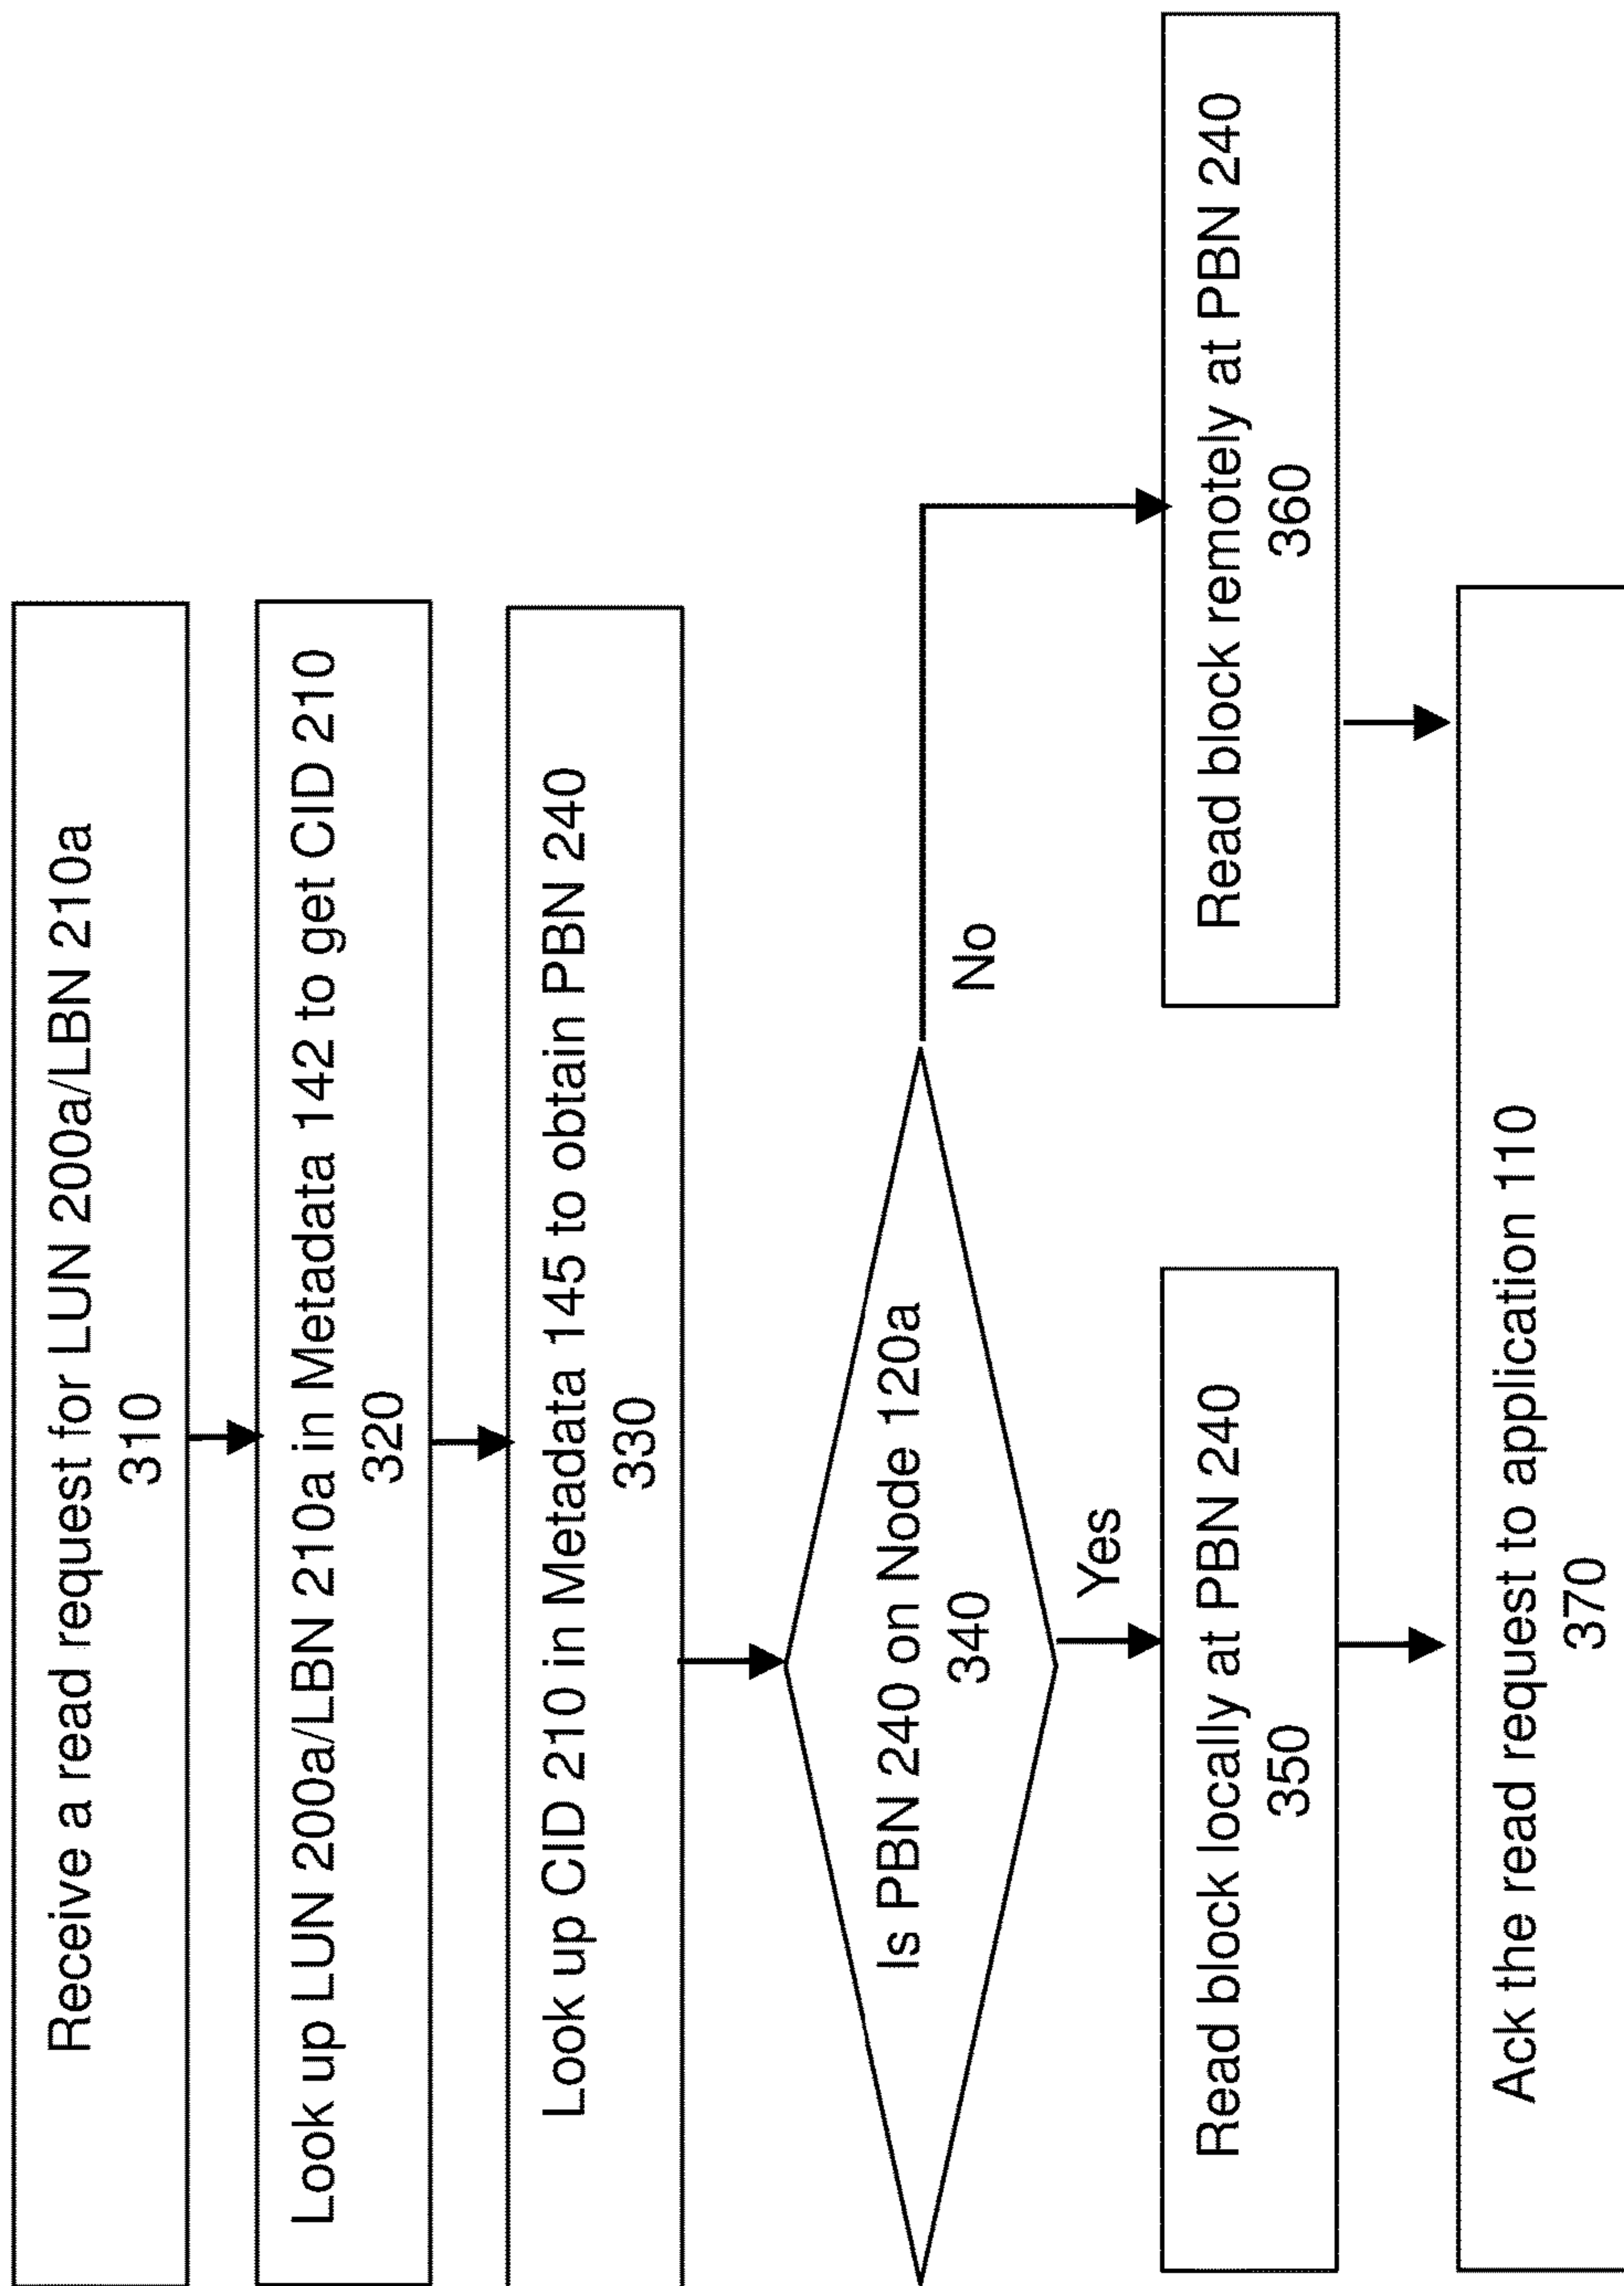 Receive a read request for LUN 200a/LBN 210a
310
Look up LUN 200a/LBN 210a in Metadata 142 to get CID 210
320
Look up CID 210 in Metadata 145 to obtain PBN 240
330
Is PBN 240 on Node 120a
340
Yes
No
Read block locally at PBN 240
350
Read block remotely at PBN 240
360
Ack the read request to application 110
370